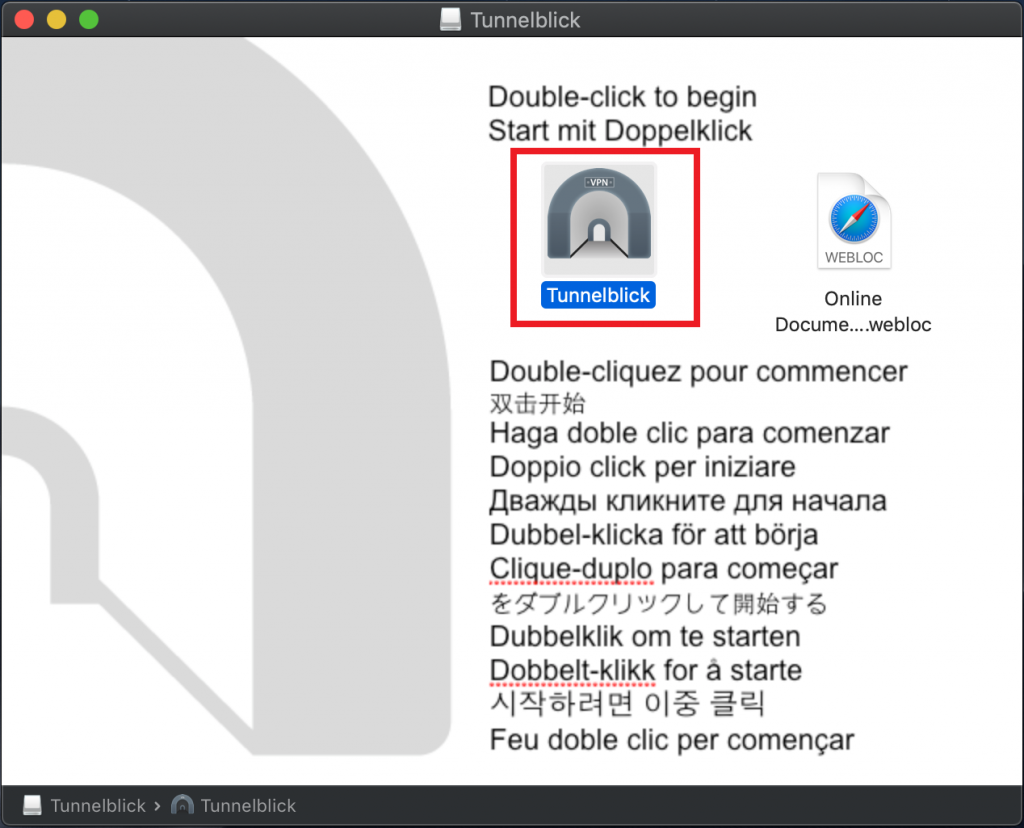 Tunnelblick
Double-click to begin
Start mit Doppelklick
·VPN·
Tunnelblick
WEBLOC
Online
Docume....webloc
Double-cliquez pour commencer
双击开始
Haga doble clic para comenzar
Doppio click per iniziare
Дважды кликните для начала
Dubbel-klicka för att börja
Clique-duplo para começar
をダブルクリックして開始する
Dubbelklik om te starten
Dobbelt-klikk for å starte
시작하려면 이중 클릭
Feu doble clic per començar
Tunnelblick › Tunnelblick